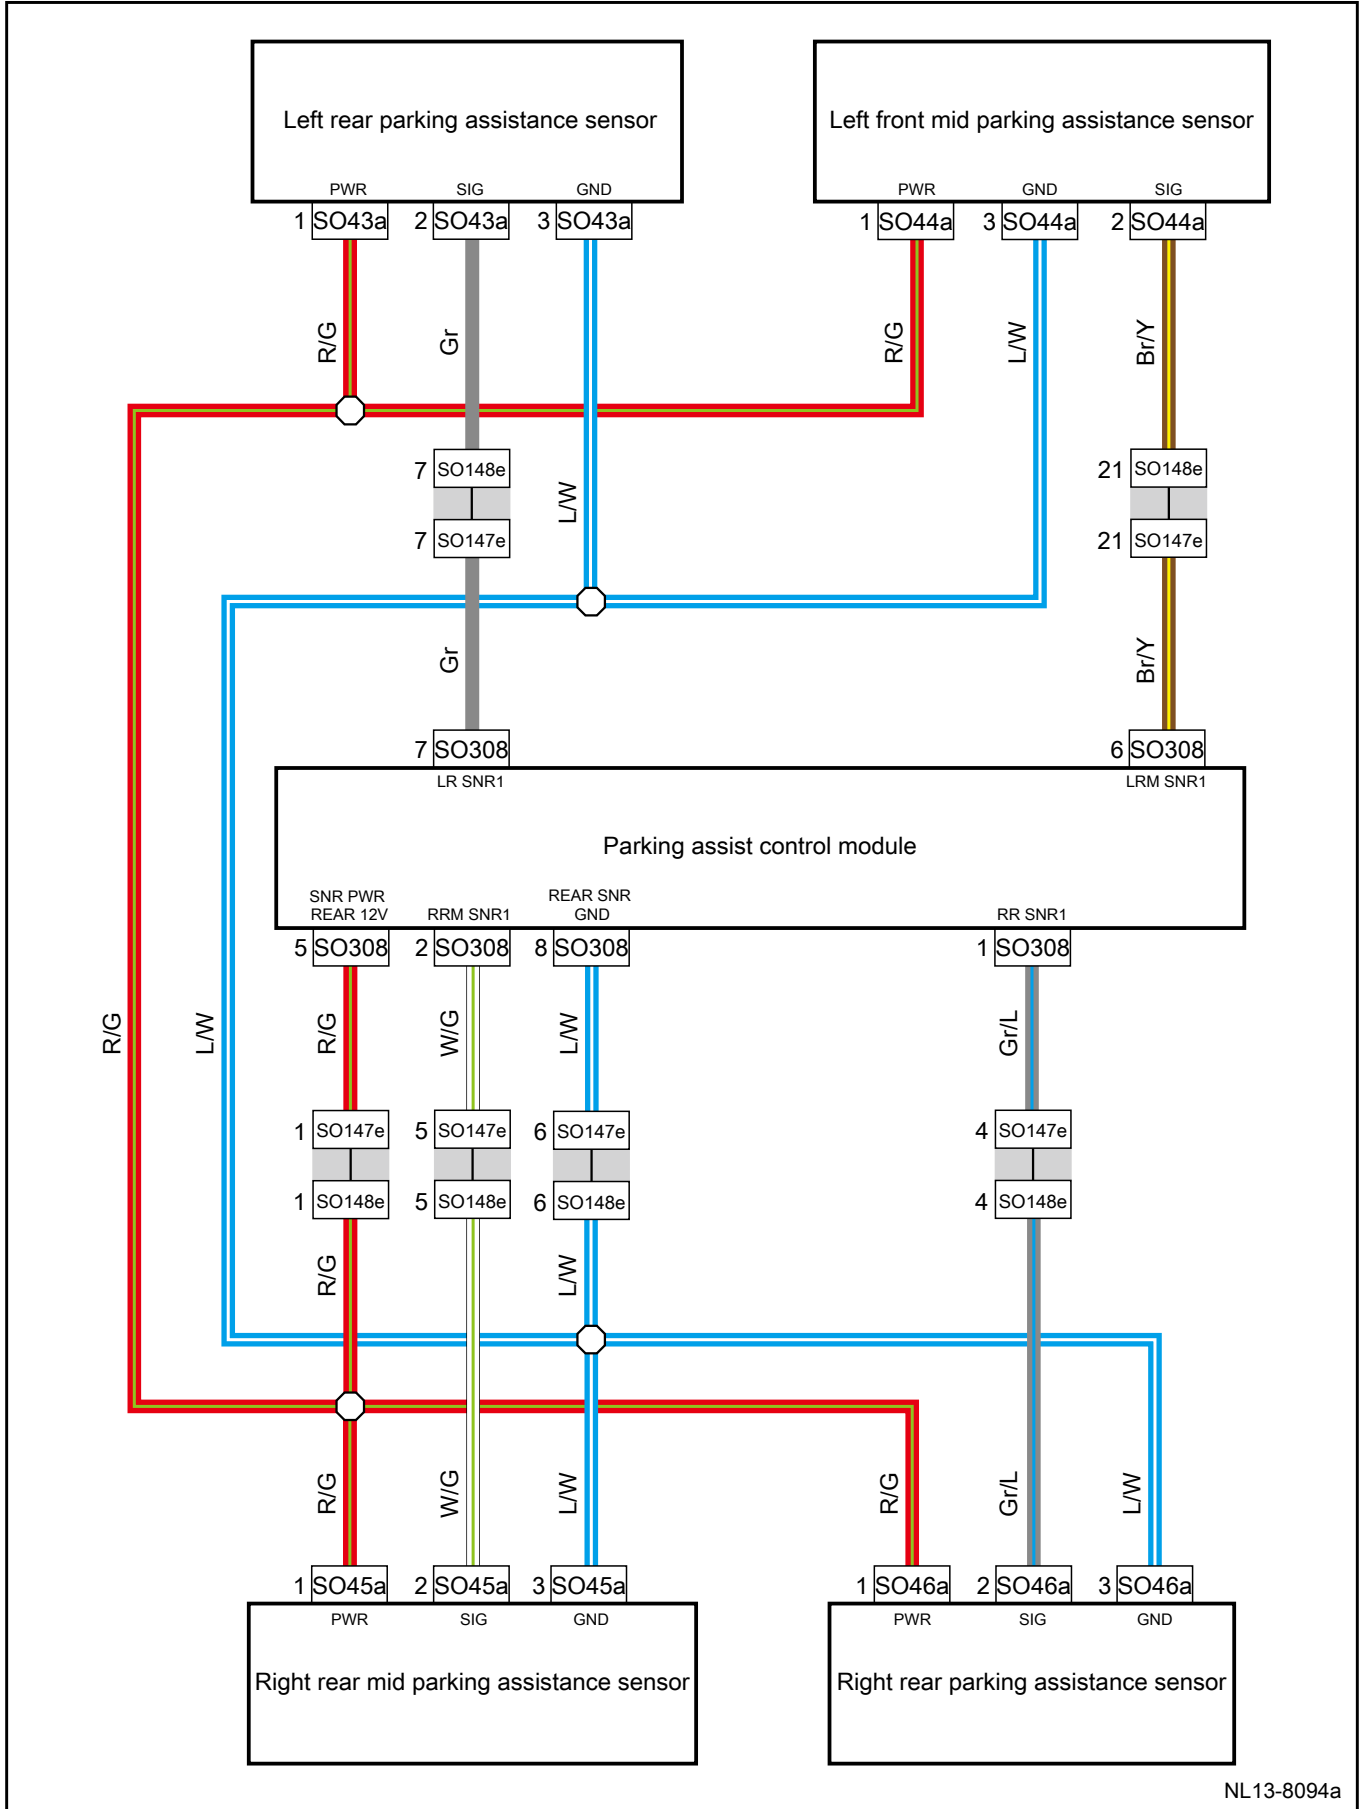 Left rear parking assistance sensor
Left front mid parking assistance sensor
PWR SIG GND
PWR GND SIG
1 SO43a 2 SO43a 3 SO43a
1 SO44a 3 SO44a 2 SO44a
R/G
Gr
R/G
L/W
Br/Y
7 SO148e
21 SO148e
L/W
7 SO147e
21 SO147e
Gr
Br/Y
7 SO308
6 SO308
LR SNR1
LRM SNR1
Parking assist control module
SNR PWR
REAR 12V
RRM SNR1
REAR SNR
GND
RR SNR1
5 SO308 2 SO308 8 SO308
1 SO308
R/G
L/W
R/G
W/G
L/W
Gr/L
1 SO147e 5 SO147e 6 SO147e
4 SO147e
1 SO148e 5 SO148e 6 SO148e
4 SO148e
R/G
L/W
R/G
W/G
L/W
R/G
Gr/L
L/W
1 SO45a 2 SO45a 3 SO45a
1 SO46a 2 SO46a 3 SO46a
PWR SIG GND
PWR SIG GND
Right rear mid parking assistance sensor
Right rear parking assistance sensor
NL13-8094a